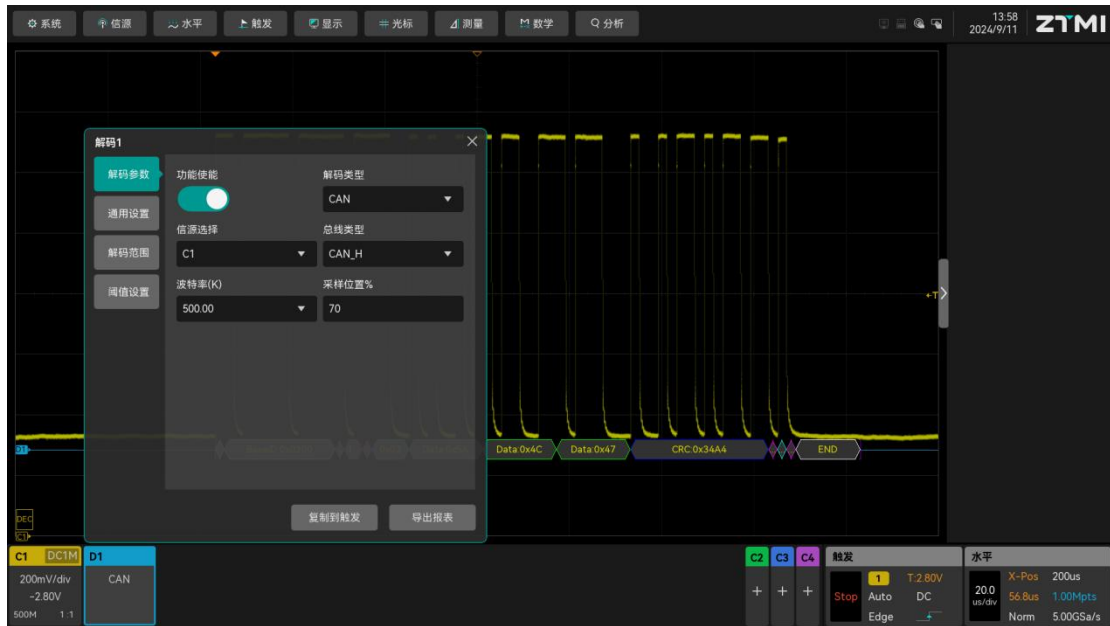 系统 信源 水平 触发 显示 光标 测量 数学 分析 13:58 2024/9/11 ZTMI
解码1
解码参数
功能使能 解码类型
CAN
通用设置
信源选择 总线类型
解码范围
C1 CAN_H
波特率(K) 采样位置%
阈值设置
500.00 70
T
D1
Data:0x4C Data:0x47 CRC:0x34A4 END
复制到触发 导出报表
DEC
C1
C1 DC1M D1 C2 C3 C4 触发 水平
200mV/div CAN 1 T:2.80V X-Pos 200us
-2.80V + + + Stop Auto DC 20.0 us/div 56.8us 1.00Mpts
500M 1:1 Edge Norm 5.00GSa/s